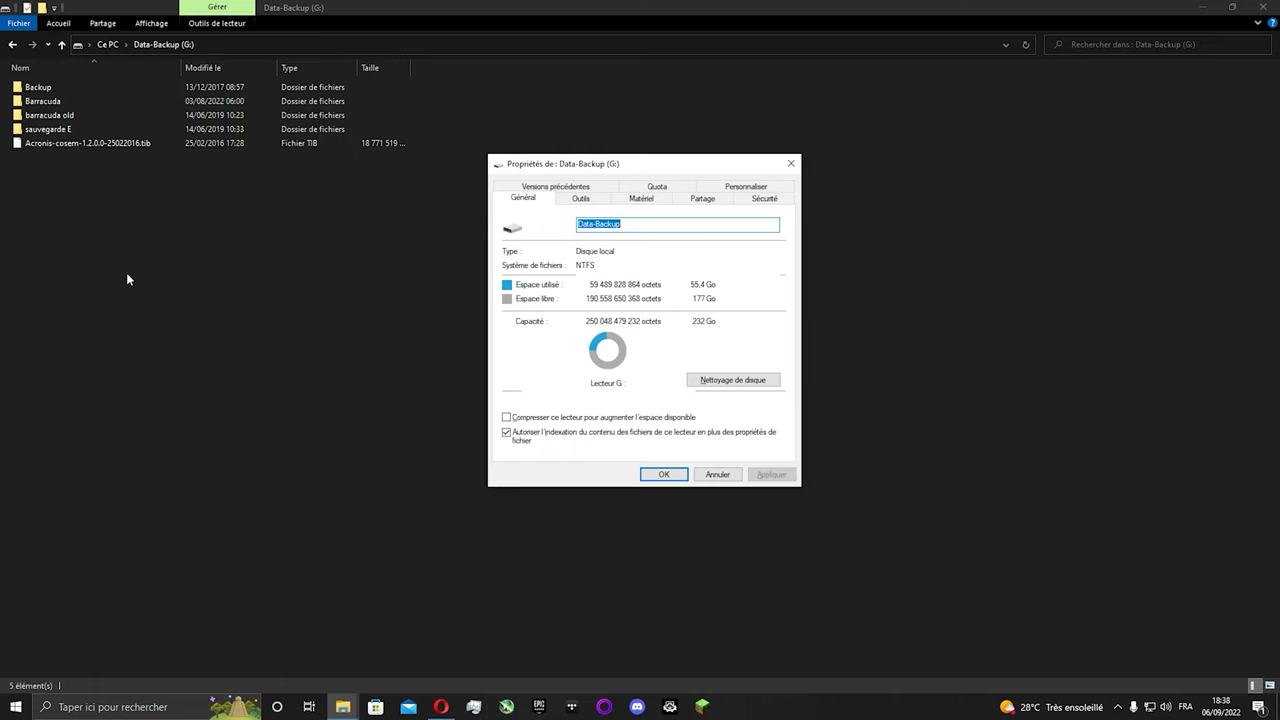 Gérer
Data-Backup (G:)
Fichier
Accueil
Partage
Affichage
Outils de lecteur
Ce PC
Data-Backup (G:)
Rechercher dans : Data-Backup (G:)
Nom
Modifié le
Type
Taille
Backup
13/12/2017 08:57
Dossier de fichiers
Barracuda
03/08/2022 06:00
Dossier de fichiers
barracuda old
14/06/2019 10:23
Dossier de fichiers
sauvegarde E
14/06/2019 10:33
Dossier de fichiers
Acronis-cosem-1.2.0.0-25022016.tib
25/02/2016 17:28
Fichier TIB
18 771 519 ...
Propriétés de : Data-Backup (G:)
Versions précédentes
Quota
Personnaliser
Général
Outils
Matériel
Partage
Sécurité
Data-Backup
Type :
Disque local
Système de fichiers :
NTFS
Espace utilisé :
59 489 828 864 octets
55,4 Go
Espace libre :
190 558 650 368 octets
177 Go
Capacité :
250 048 479 232 octets
232 Go
Lecteur G :
Nettoyage de disque
Compresser ce lecteur pour augmenter l'espace disponible
Autoriser l'indexation du contenu des fichiers de ce lecteur en plus des propriétés de
fichier
OK
Annuler
Appliquer
5 élément(s)
Taper ici pour rechercher
EPIC
28°C Très ensoleillé
FR
18:38
06/09/2022